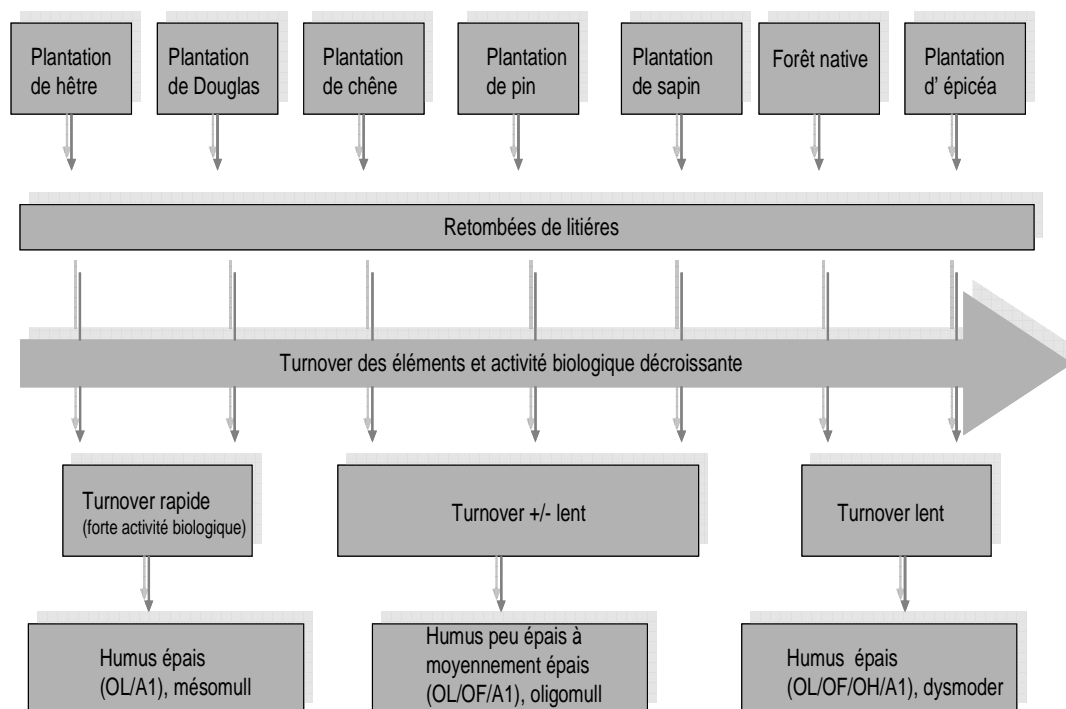 Plantation
de hêtre
Plantation
de Douglas
Plantation
de chêne
Plantation
de pin
Plantation
de sapin
Forêt native
Plantation
d' épicéa
Retombées de litiéres
Turnover des éléments et activité biologique décroissante
Turnover rapide
(forte activité biologique)
Turnover +/- lent
Turnover lent
Humus épais
(OL/A1), mésomull
Humus peu épais à
moyennement épais
(OL/OF/A1), oligomull
Humus épais
(OL/OF/OH/A1), dysmoder